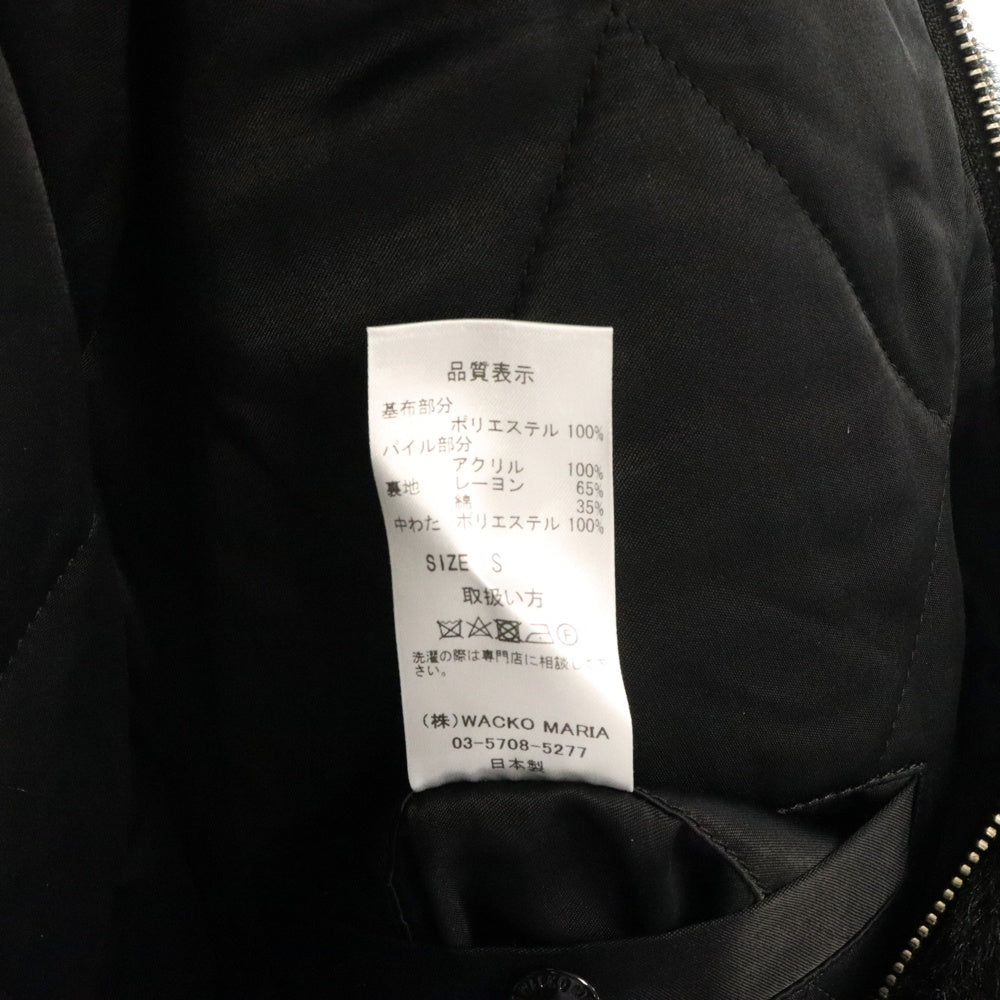 品質表示
基布部分
ポリエステル 100%
パイル部分
アクリル 100%
裏地 レーヨン 65%
綿 35%
中わた ポリエステル 100%
SIZE S
取扱い方
F
洗濯の際は専門店に相談して下
さい。
(株)WACKO MARIA
03-5708-5277
日本製